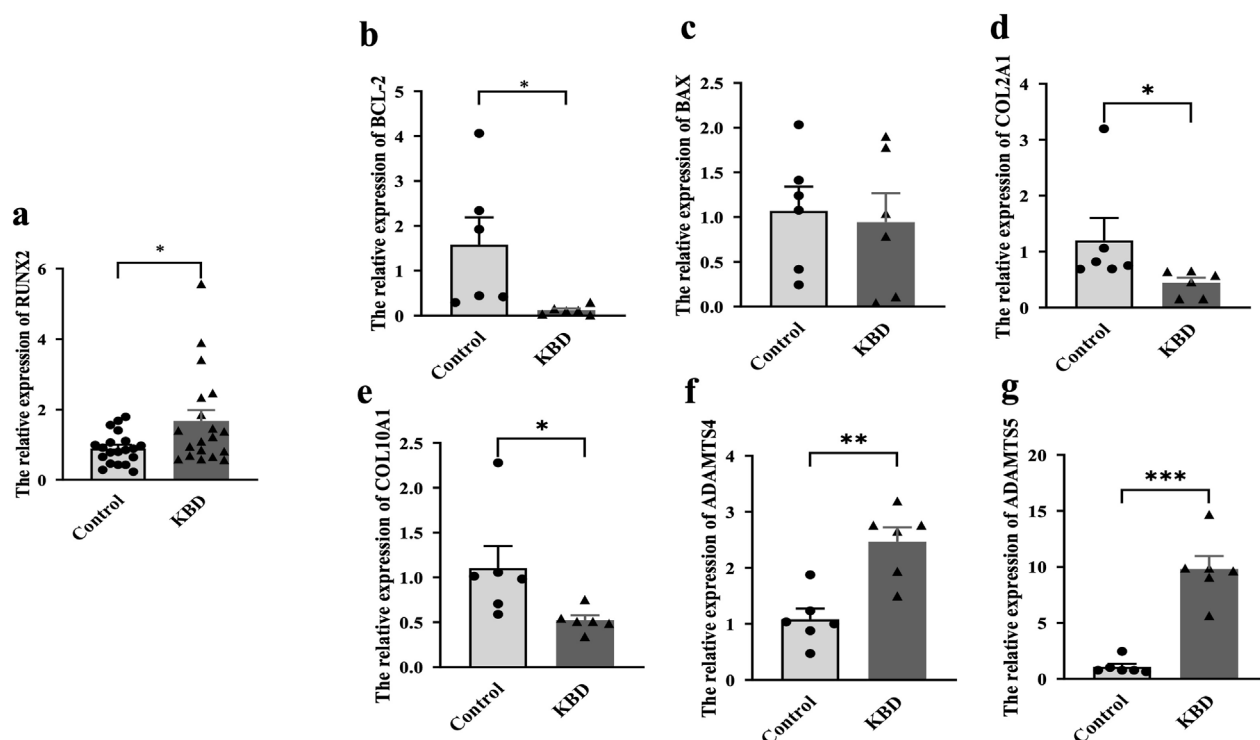 a
The relative expression of RUNX2
6
4
2
0
*
Control
KBD
b
The relative expression of BCL-2
5
4
3
2
1
0
*
Control
KBD
c
The relative expression of BAX
2.5
2.0
1.5
1.0
0.5
0.0
Control
KBD
d
The relative expression of COL2A1
4
3
2
1
0
*
Control
KBD
e
The relative expression of COL10A1
2.5
2.0
1.5
1.0
0.5
0.0
*
Control
KBD
f
The relative expression of ADAMTS4
4
3
2
1
0
**
Control
KBD
g
The relative expression of ADAMTS5
20
15
10
5
0
***
Control
KBD